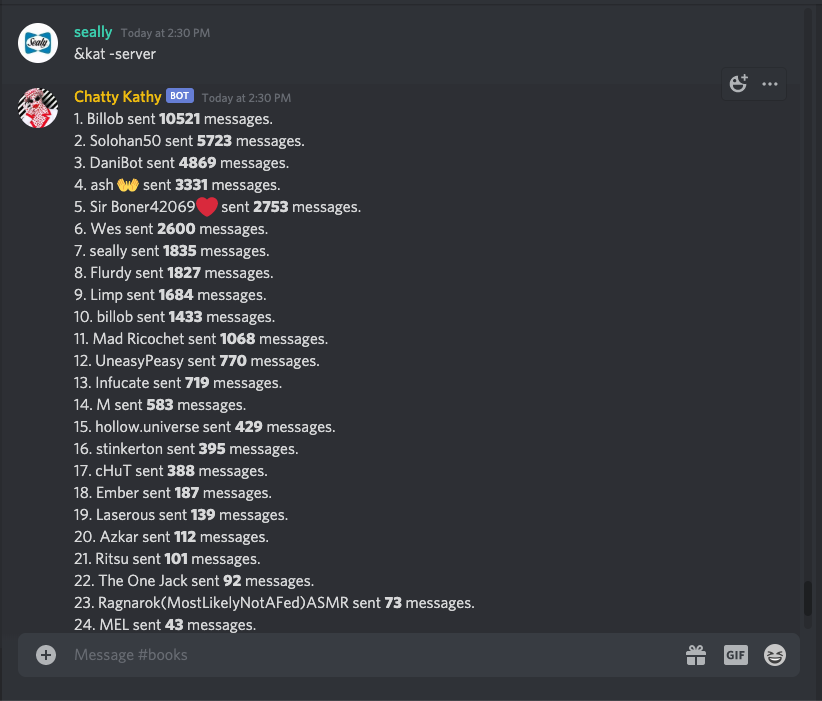 Sealy
seally Today at 2:30 PM
&kat -server
Chatty Kathy BOT Today at 2:30 PM
1. Billob sent 10521 messages.
2. Solohan50 sent 5723 messages.
3. DaniBot sent 4869 messages.
4. ash 👐 sent 3331 messages.
5. Sir Boner42069❤️ sent 2753 messages.
6. Wes sent 2600 messages.
7. seally sent 1835 messages.
8. Flurdy sent 1827 messages.
9. Limp sent 1684 messages.
10. billob sent 1433 messages.
11. Mad Ricochet sent 1068 messages.
12. UneasyPeasy sent 770 messages.
13. Infucate sent 719 messages.
14. M sent 583 messages.
15. hollow.universe sent 429 messages.
16. stinkerton sent 395 messages.
17. cHuT sent 388 messages.
18. Ember sent 187 messages.
19. Laserous sent 139 messages.
20. Azkar sent 112 messages.
21. Ritsu sent 101 messages.
22. The One Jack sent 92 messages.
23. Ragnarok(MostLikelyNotAFed)ASMR sent 73 messages.
24. MEL sent 43 messages.
Message #books
GIF